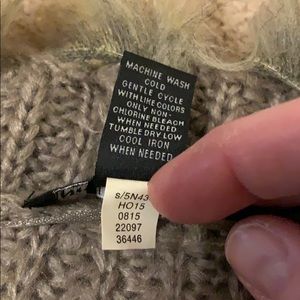 MACHINE WASH
COLD
GENTLE CYCLE
WITH LIKE COLORS
ONLY NON-
CHLORINE BLEACH
WHEN NEEDED
TUMBLE DRY LOW
COOL IRON
WHEN NEEDED
s/5N43
HO15
0815
22097
36446